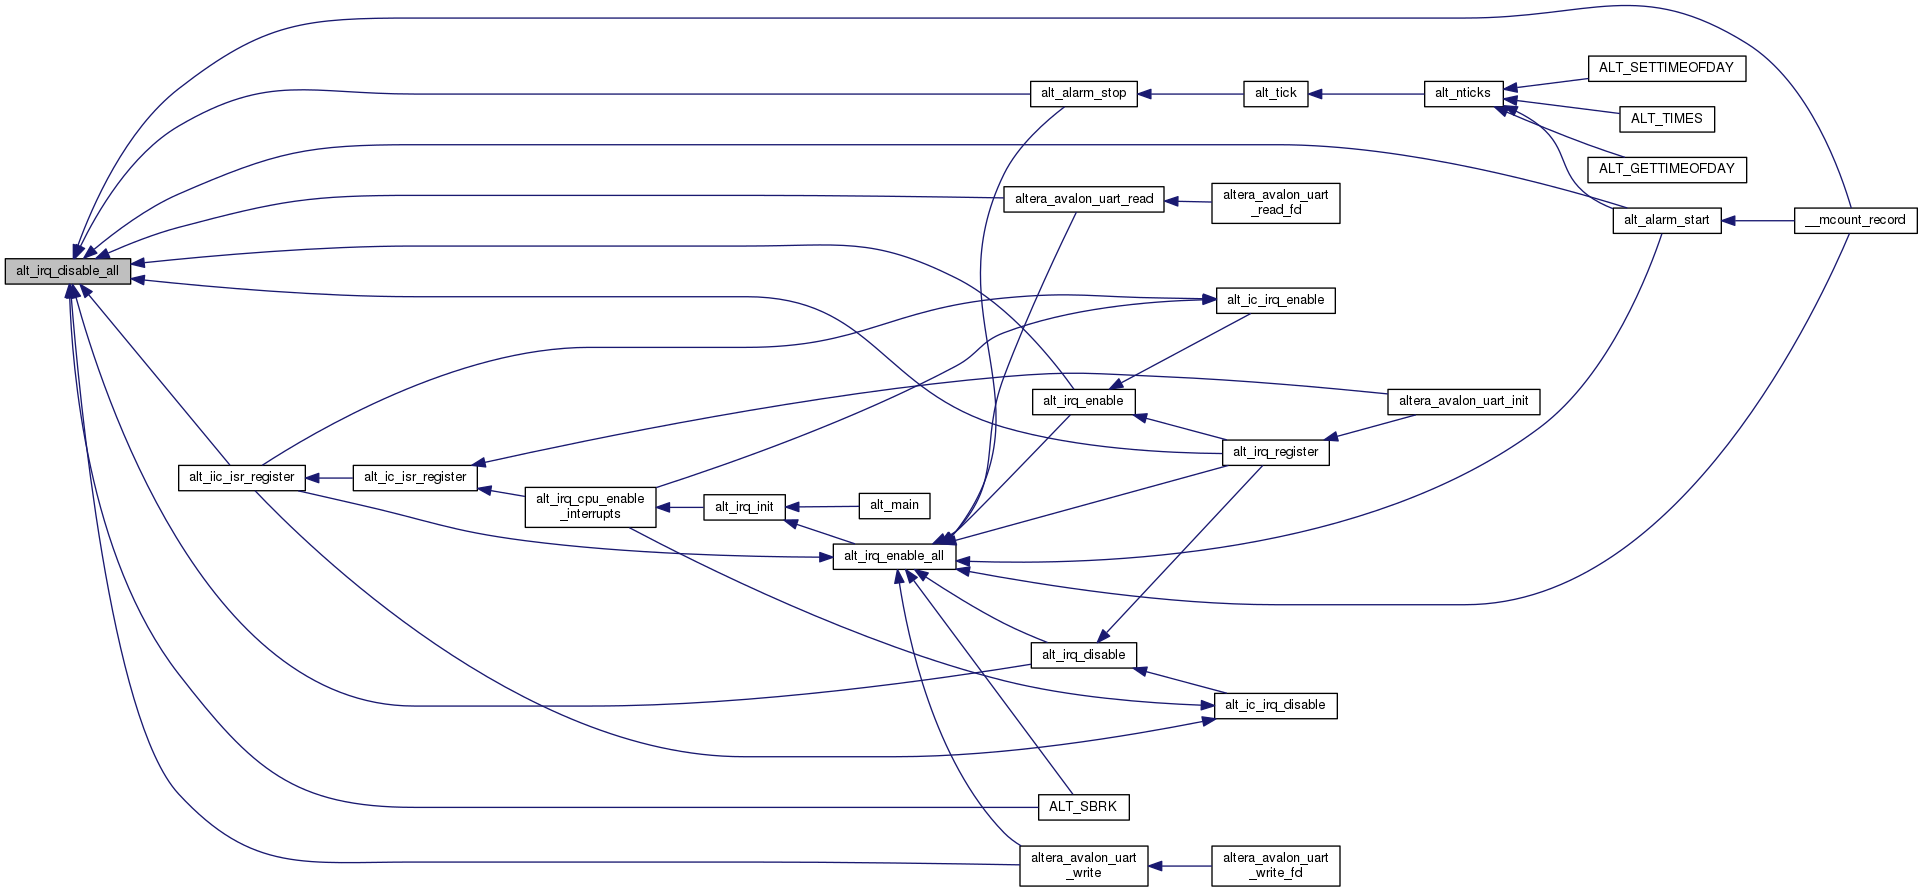 ALT_SETTIMEOFDAY
alt_alarm_stop
alt_tick
alt_nticks
ALT_TIMES
ALT_GETTIMEOFDAY
altera_avalon_uart_read
altera_avalon_uart
_read_fd
alt_alarm_start
__mcount_record
alt_irq_disable_all
alt_ic_irq_enable
alt_irq_enable
altera_avalon_uart_init
alt_irq_register
alt_iic_isr_register
alt_ic_isr_register
alt_irq_cpu_enable
_interrupts
alt_irq_init
alt_main
alt_irq_enable_all
alt_irq_disable
alt_ic_irq_disable
ALT_SBRK
altera_avalon_uart
_write
altera_avalon_uart
_write_fd